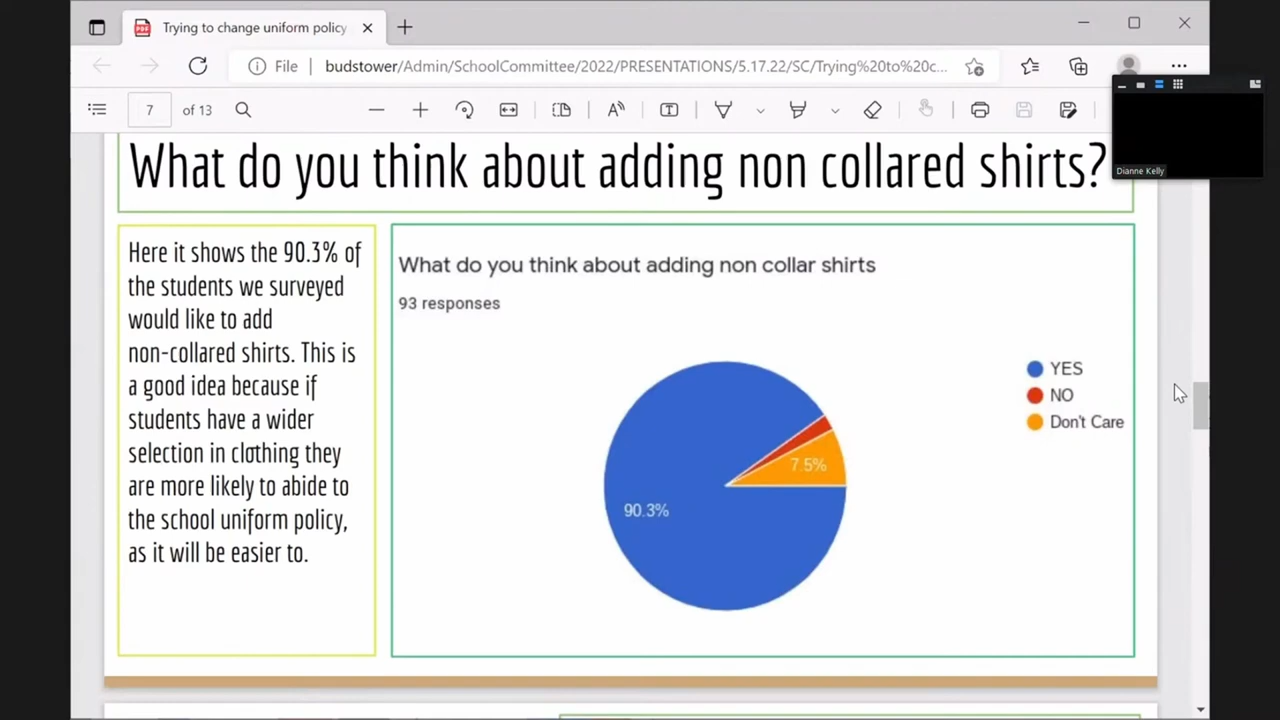 Trying to change uniform policy
File
budstower/Admin/SchoolCommittee/2022/PRESENTATIONS/5.17.22/SC/Trying%20to%20c...
7 of 13
Dianne Kelly
What do you think about adding non collared shirts?
Here it shows the 90.3% of
the students we surveyed
would like to add
non-collared shirts. This is
a good idea because if
students have a wider
selection in clothing they
are more likely to abide to
the school uniform policy,
as it will be easier to.
What do you think about adding non collar shirts
93 responses
YES
NO
Don't Care
7.5%
90.3%